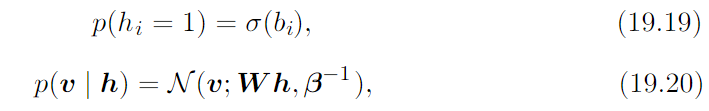 p(hᵢ = 1) = σ(bᵢ), (19.19)
p(v | h) = 𝒩(v; Wh, β⁻¹), (19.20)